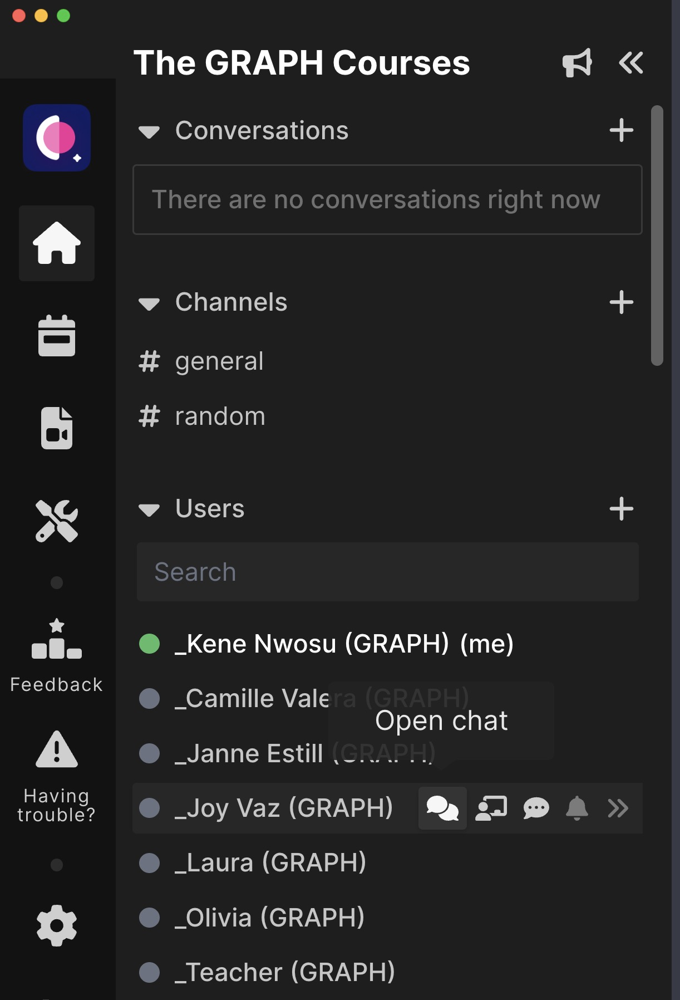 The GRAPH Courses
Conversations
There are no conversations right now
Channels
# general
# random
Users
Search
_Kene Nwosu (GRAPH) (me)
_Camille Valera (GRAPH)
Open chat
_Janne Estill (GRAPH)
_Joy Vaz (GRAPH)
_Laura (GRAPH)
_Olivia (GRAPH)
_Teacher (GRAPH)
Feedback
Having
trouble?